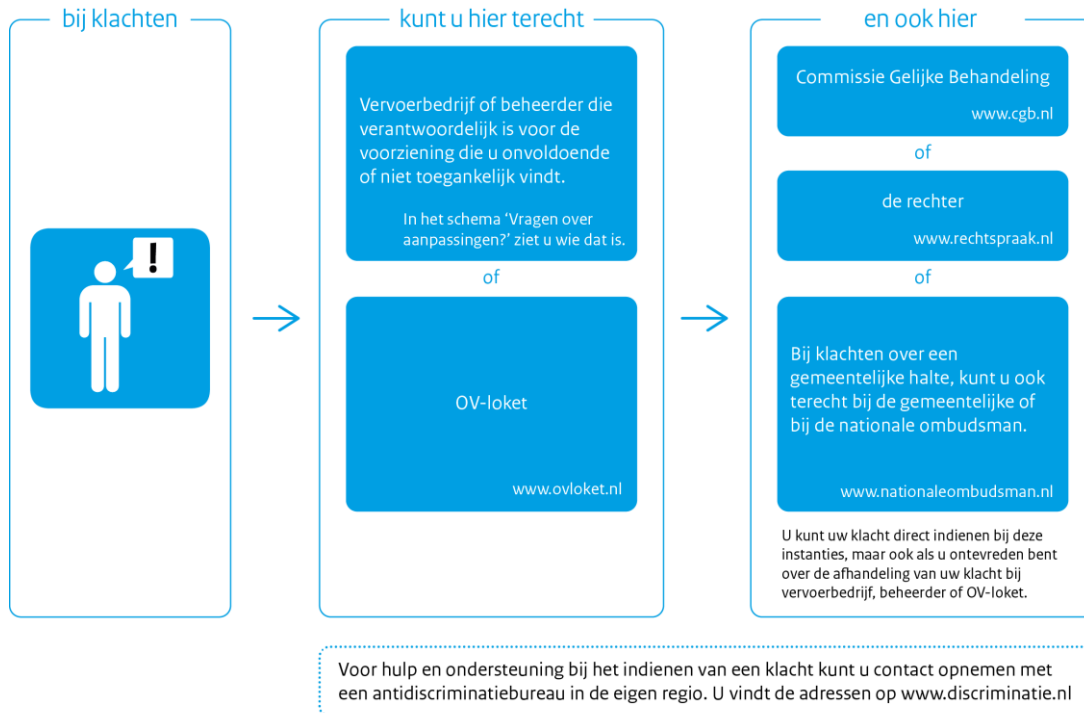 bij klachten
!
kunt u hier terecht
Vervoerbedrijf of beheerder die
verantwoordelijk is voor de
voorziening die u onvoldoende
of niet toegankelijk vindt.
In het schema ‘Vragen over
aanpassingen?’ ziet u wie dat is.
of
OV-loket
www.ovloket.nl
en ook hier
Commissie Gelijke Behandeling
www.cgb.nl
of
de rechter
www.rechtspraak.nl
of
Bij klachten over een
gemeentelijke halte, kunt u ook
terecht bij de gemeentelijke of
bij de nationale ombudsman.
www.nationaleombudsman.nl
U kunt uw klacht direct indienen bij deze
instanties, maar ook als u ontevreden bent
over de afhandeling van uw klacht bij
vervoerbedrijf, beheerder of OV-loket.
Voor hulp en ondersteuning bij het indienen van een klacht kunt u contact opnemen met
een antidiscriminatiebureau in de eigen regio. U vindt de adressen op www.discriminatie.nl